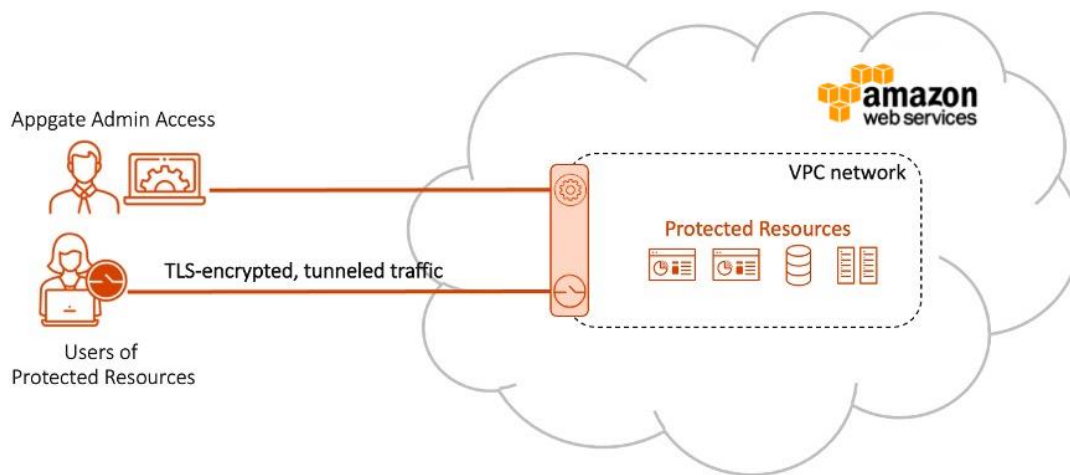 amazon
web services
Appgate Admin Access
VPC network
Protected Resources
TLS-encrypted, tunneled traffic
Users of
Protected Resources